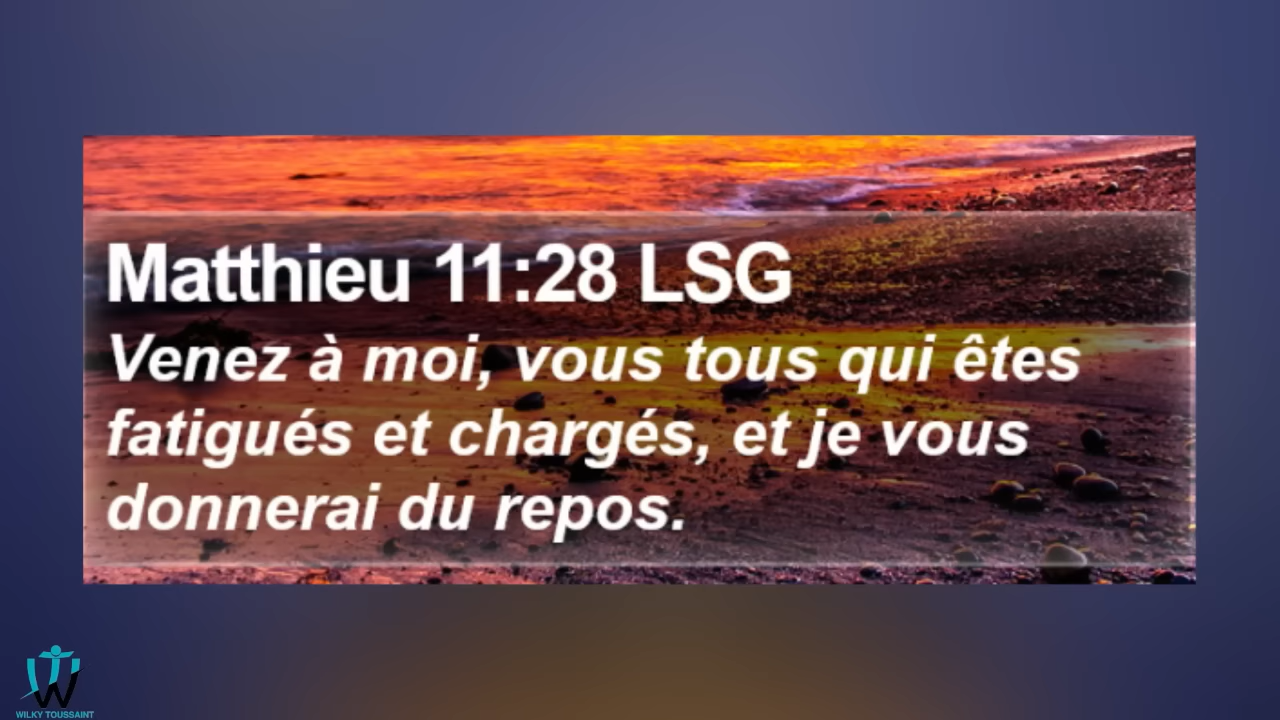 Matthieu 11:28 LSG
Venez à moi, vous tous qui êtes
fatigués et chargés, et je vous
donnerai du repos.
WILKY TOUSSAINT